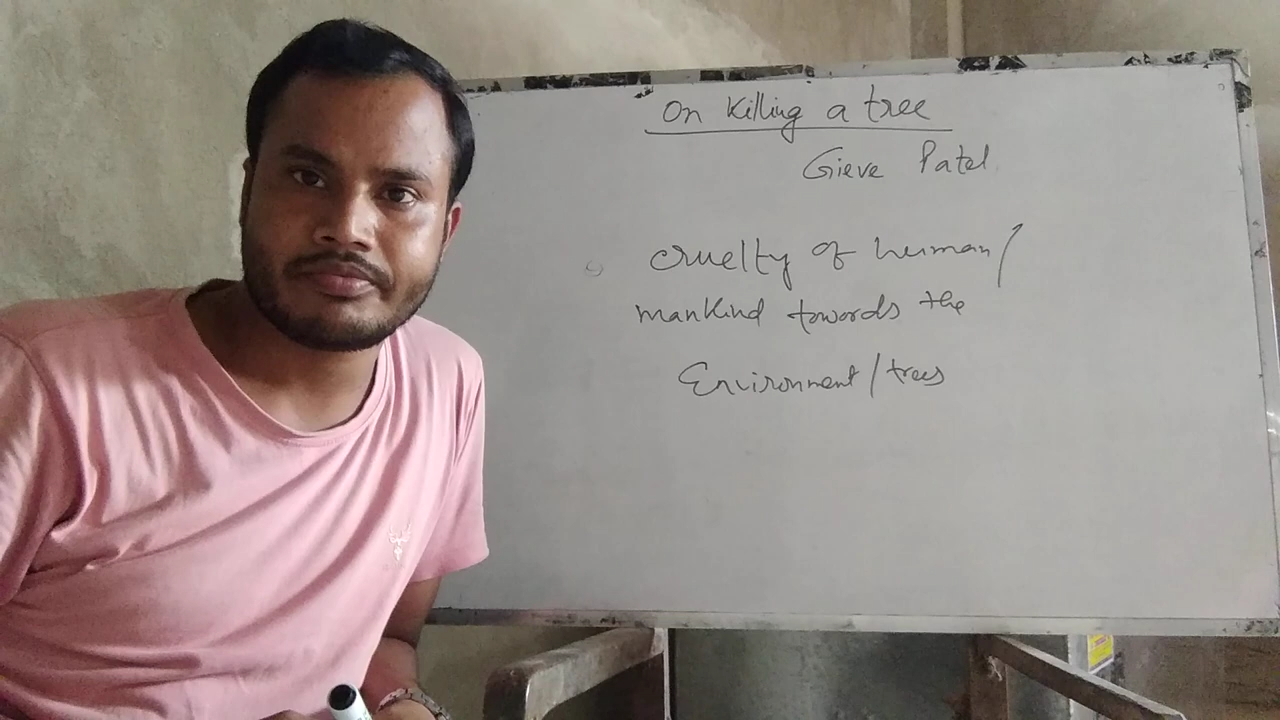 On Killing a tree
Gieve Patel
cruelty of human/
mankind towards the
Environment/trees